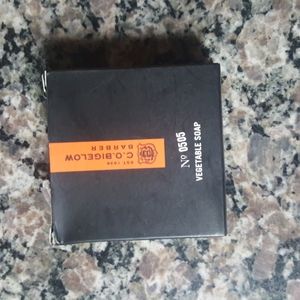 EST. 1838
C.O.BIGELOW
BARBER
Nº 0505
VEGETABLE SOAP